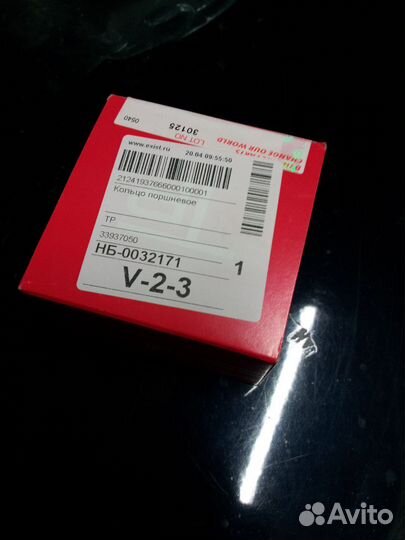 0540
LOT NO
30125
CHANGE OUR WORLD
www.exist.ru
20.04 09:55:50
21241937666000100001
Кольцо поршневое
TP
33937050
НБ-0032171
1
V-2-3
Avito